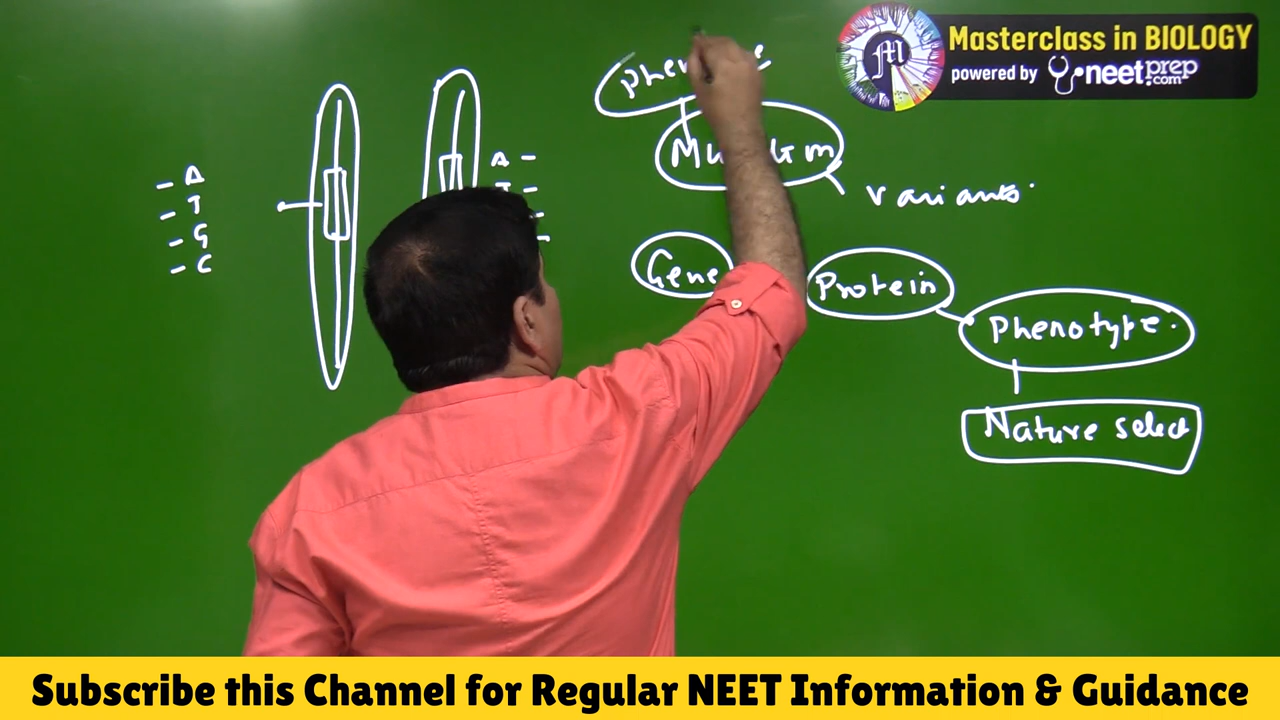 Masterclass in BIOLOGY
powered by neetprep.com
M
A
T
G
C
A
variants.
Gene
Protein
Phenotype.
Nature select
Subscribe this Channel for Regular NEET Information & Guidance